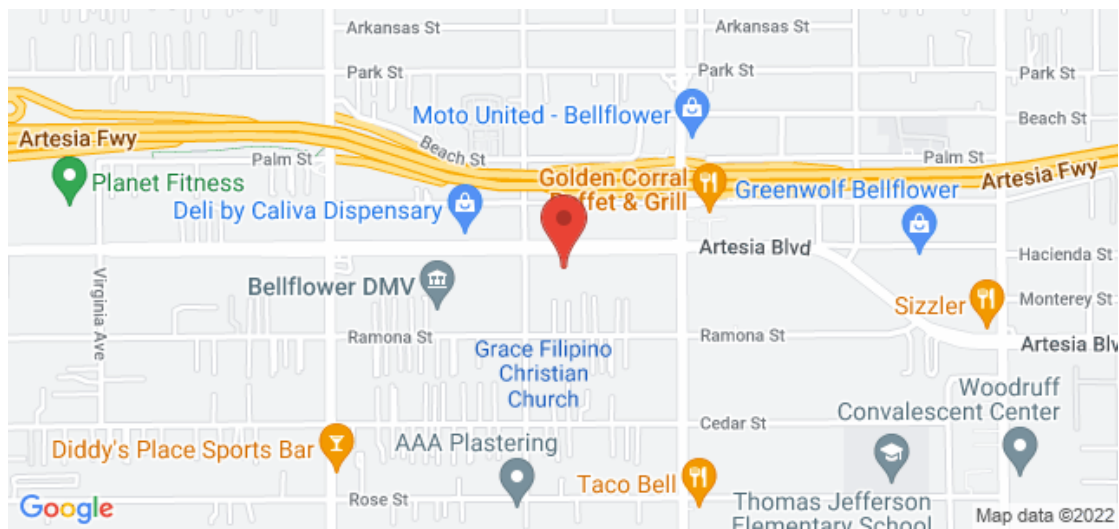 Arkansas St
Arkansas St
Park St
Park St
Park St
Moto United - Bellflower
Beach St
Artesia Fwy
Beach St
Palm St
Palm St
Planet Fitness
Golden Corral
Buffet & Grill
Greenwolf Bellflower
Artesia Fwy
Deli by Caliva Dispensary
Artesia Blvd
Hacienda St
Bellflower DMV
Virginia Ave
Sizzler
Monterey St
Ramona St
Ramona St
Artesia Blv
Grace Filipino
Christian
Church
Woodruff
Convalescent Center
Cedar St
Diddy's Place Sports Bar
AAA Plastering
Taco Bell
Rose St
Thomas Jefferson
Elementary School
Google
Map data ©2022